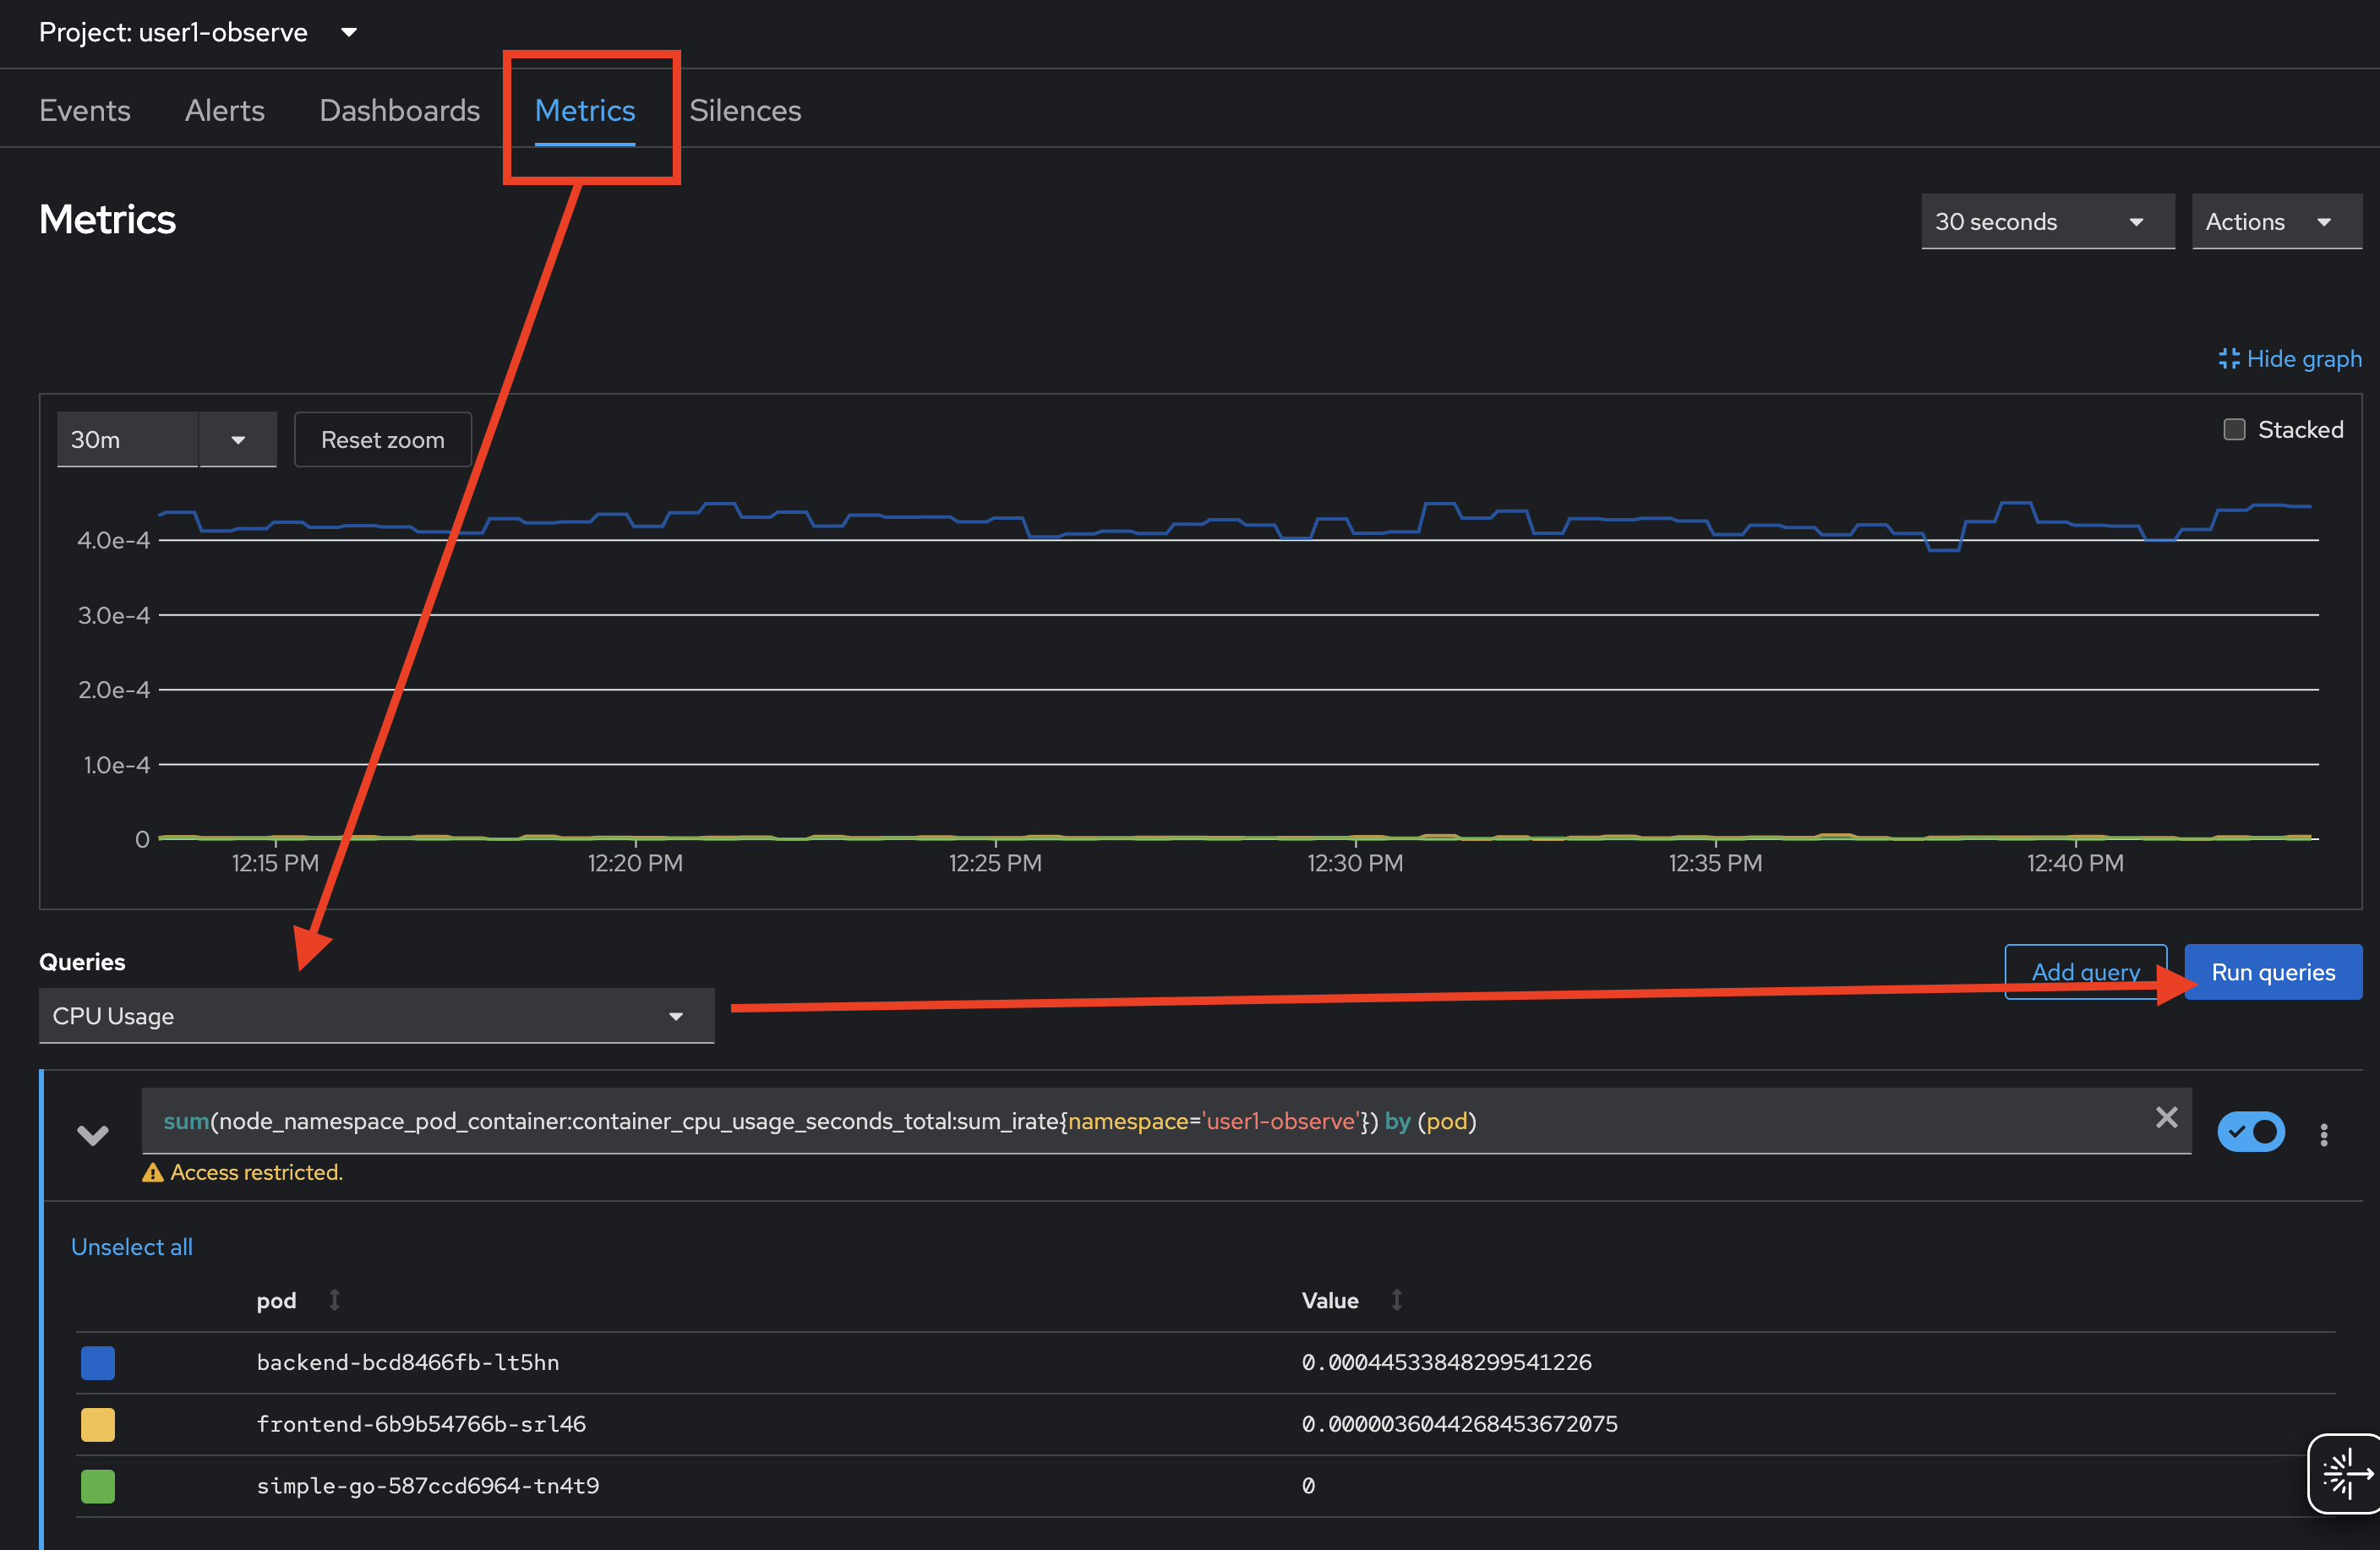 Project: user1-observe
Events Alerts Dashboards Metrics Silences
Metrics
30 seconds
Actions
Hide graph
30m
Reset zoom
Stacked
4.0e-4
3.0e-4
2.0e-4
1.0e-4
0
12:15 PM 12:20 PM 12:25 PM 12:30 PM 12:35 PM 12:40 PM
Queries
Add query
Run queries
CPU Usage
sum(node_namespace_pod_container:container_cpu_usage_seconds_total:sum_irate{namespace='user1-observe'}) by (pod)
Access restricted.
Unselect all
pod Value
backend-bcd8466fb-lt5hn 0.00044533848299541226
frontend-6b9b54766b-srl46 0.0000036044268453672075
simple-go-587ccd6964-tn4t9 0